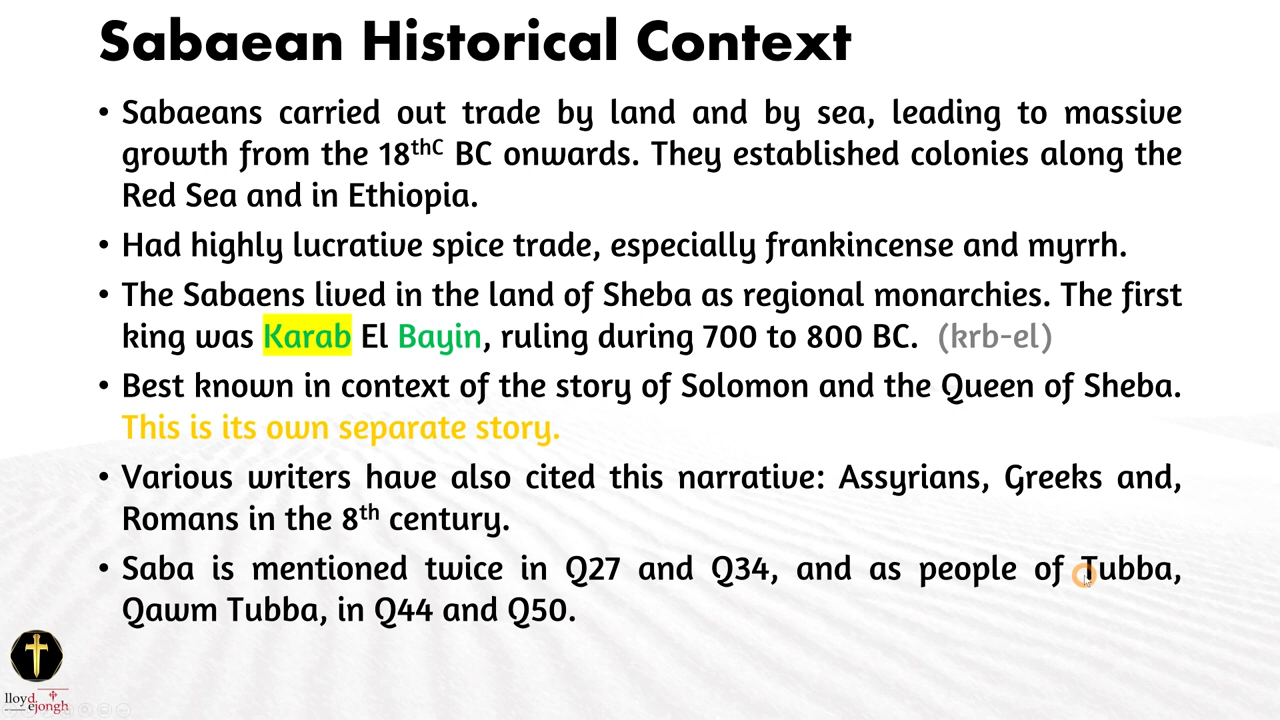 Sabaean Historical Context
• Sabaeans carried out trade by land and by sea, leading to massive
growth from the 18thC BC onwards. They established colonies along the
Red Sea and in Ethiopia.
• Had highly lucrative spice trade, especially frankincense and myrrh.
• The Sabaens lived in the land of Sheba as regional monarchies. The first
king was Karab El Bayin, ruling during 700 to 800 BC. (krb-el)
• Best known in context of the story of Solomon and the Queen of Sheba.
This is its own separate story.
• Various writers have also cited this narrative: Assyrians, Greeks and,
Romans in the 8th century.
• Saba is mentioned twice in Q27 and Q34, and as people of Tubba,
Qawm Tubba, in Q44 and Q50.
lloyd
ejongh